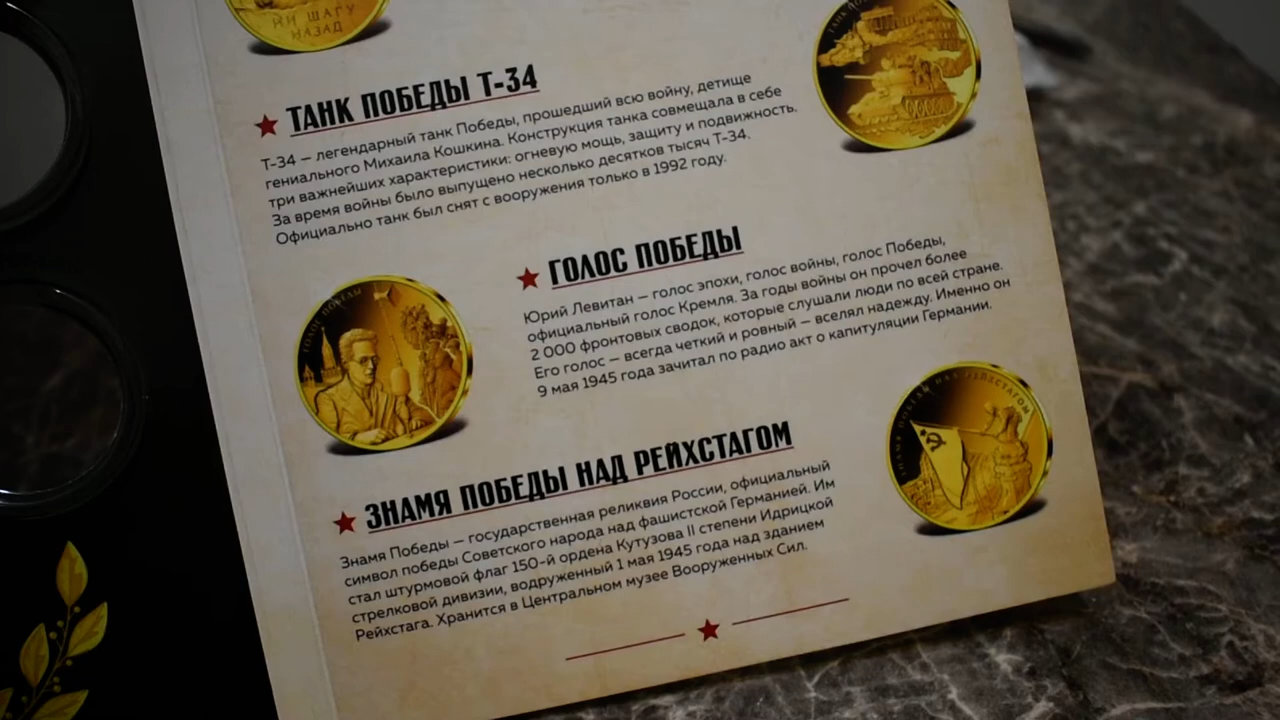 НИ ШАГУ
НАЗАД
ТАНК ПОБЕДЫ Т-34
Т-34 — легендарный танк Победы, прошедший всю войну, детище
гениального Михаила Кошкина. Конструкция танка совмещала в себе
три важнейших характеристики: огневую мощь, защиту и подвижность.
За время войны было выпущено несколько десятков тысяч Т-34.
Официально танк был снят с вооружения только в 1992 году.
ГОЛОС ПОБЕДЫ
Юрий Левитан — голос эпохи, голос войны, голос Победы,
официальный голос Кремля. За годы войны он прочел более
2 000 фронтовых сводок, которые слушали люди по всей стране.
Его голос — всегда четкий и ровный — вселял надежду. Именно он
9 мая 1945 года зачитал по радио акт о капитуляции Германии.
ГОЛОС ПОБЕДЫ
ЗНАМЯ ПОБЕДЫ НАД РЕЙХСТАГОМ
ЗНАМЯ ПОБЕДЫ НАД РЕЙХСТАГОМ
Знамя Победы — государственная реликвия России, официальный
символ победы Советского народа над фашистской Германией. Им
стал штурмовой флаг 150-й ордена Кутузова II степени Идрицкой
стрелковой дивизии, водруженный 1 мая 1945 года над зданием
Рейхстага. Хранится в Центральном музее Вооруженных Сил.